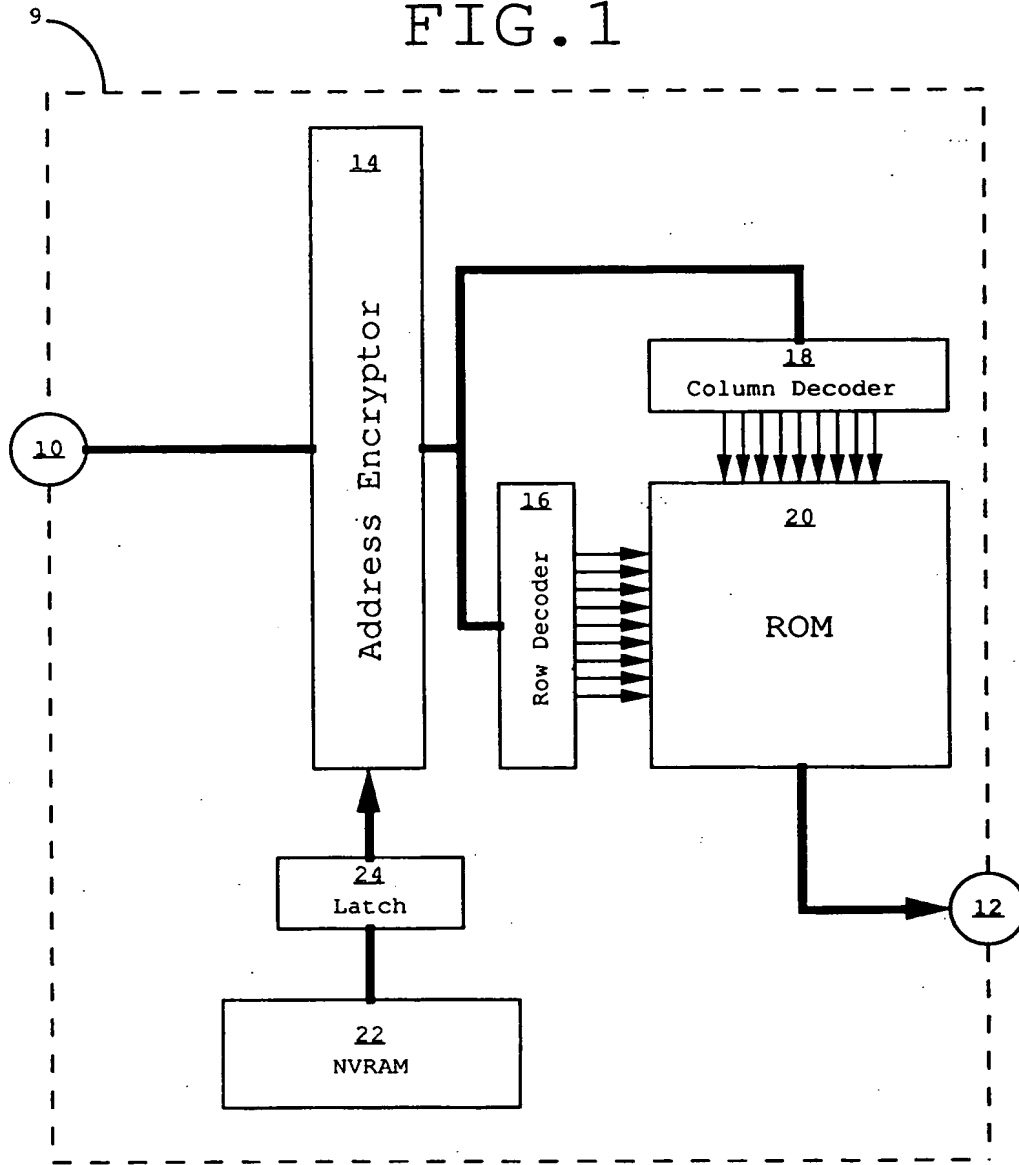 FIG.1
9
14
Address Encryptor
18
Column Decoder
10
16
Row Decoder
20
ROM
24
Latch
12
22
NVRAM